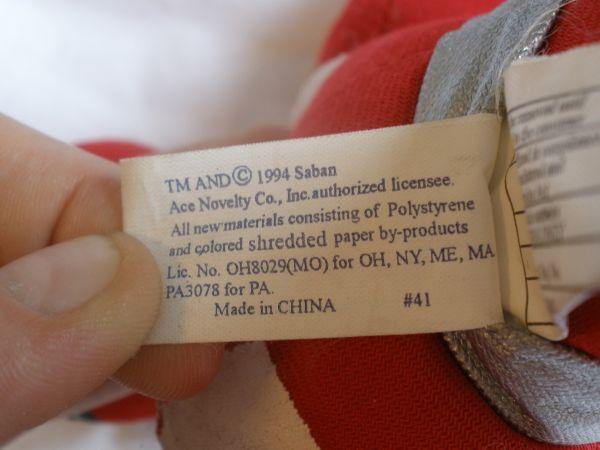 TM AND © 1994 Saban
Ace Novelty Co., Inc.authorized licensee.
All new materials consisting of Polystyrene
and colored shredded paper by-products
Lic. No. OH8029(MO) for OH, NY, ME, MA
PA3078 for PA.
Made in CHINA #41